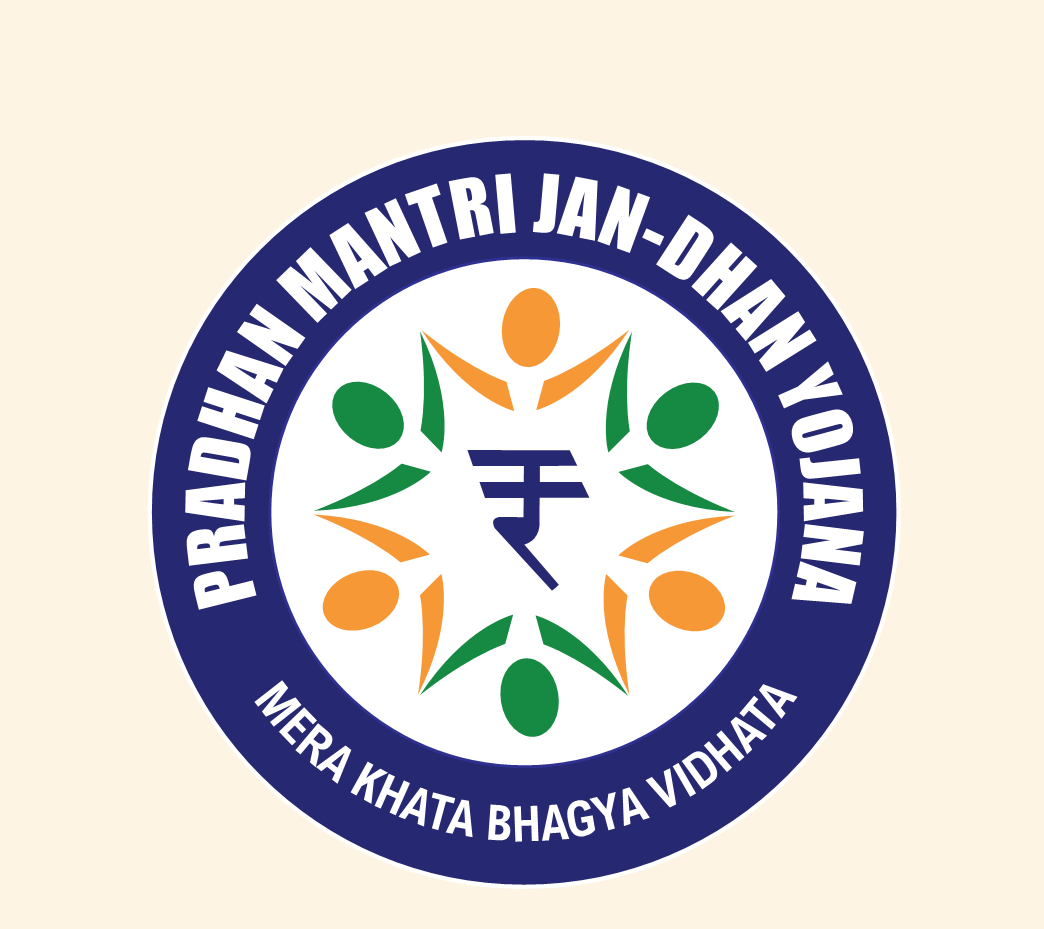 PRADHAN MANTRI JAN-DHAN YOJANA
₹
MERA KHATA BHAGYA VIDHATA